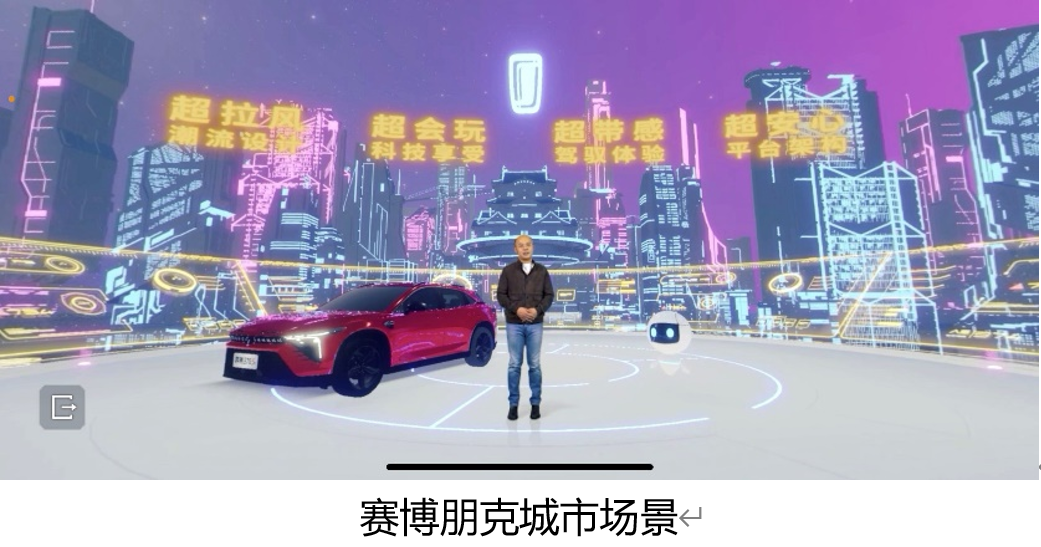 超拉风
潮流设计
超会玩
科技享受
超带感
驾驭体验
超安心
平台架构
赛博朋克城市场景